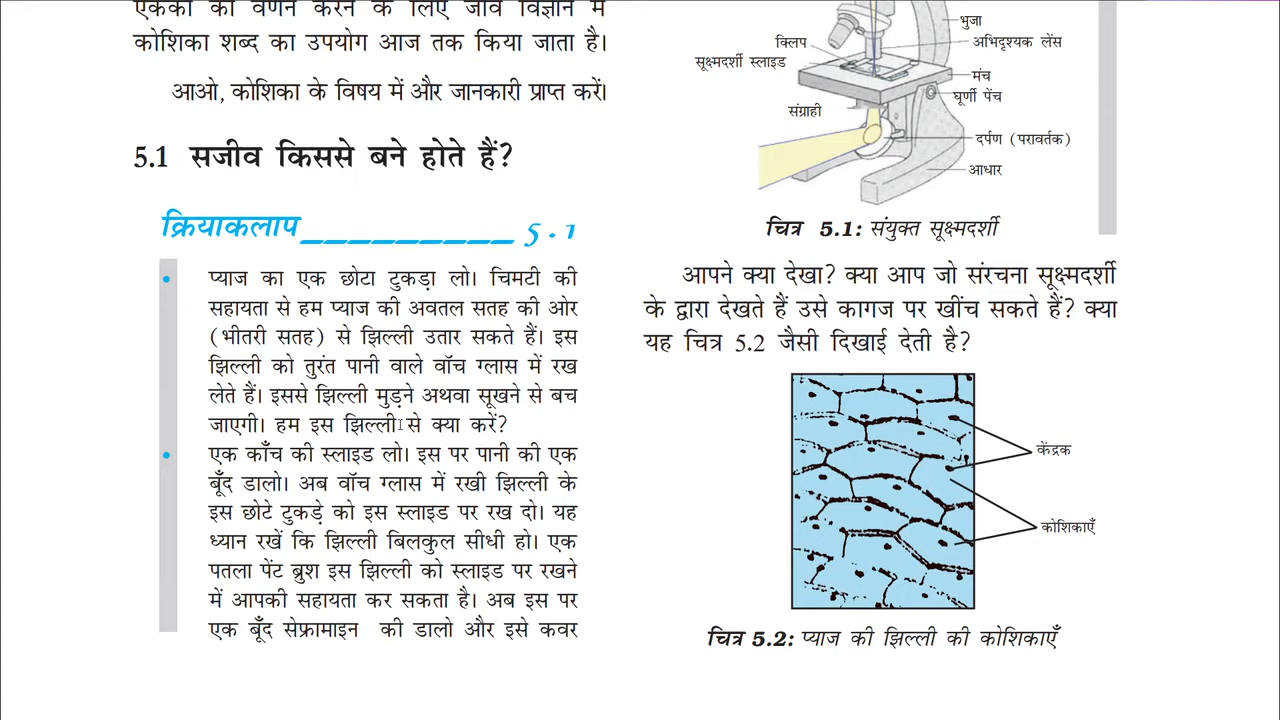 एकको का वर्णन करने के लिए जीव विज्ञान में
कोशिका शब्द का उपयोग आज तक किया जाता है।
आओ, कोशिका के विषय में और जानकारी प्राप्त करें।
5.1 सजीव किससे बने होते हैं?
क्रियाकलाप _________ 5.1
• प्याज का एक छोटा टुकड़ा लो। चिमटी की
सहायता से हम प्याज की अवतल सतह की ओर
(भीतरी सतह) से झिल्ली उतार सकते हैं। इस
झिल्ली को तुरंत पानी वाले वॉच ग्लास में रख
लेते हैं। इससे झिल्ली मुड़ने अथवा सूखने से बच
जाएगी। हम इस झिल्ली से क्या करें?
• एक काँच की स्लाइड लो। इस पर पानी की एक
बूँद डालो। अब वॉच ग्लास में रखी झिल्ली के
इस छोटे टुकड़े को इस स्लाइड पर रख दो। यह
ध्यान रखें कि झिल्ली बिलकुल सीधी हो। एक
पतला पेंट ब्रुश इस झिल्ली को स्लाइड पर रखने
में आपकी सहायता कर सकता है। अब इस पर
एक बूँद सेफ्रामाइन की डालो और इसे कवर
भुजा
क्लिप
अभिदृश्यक लेंस
सूक्ष्मदर्शी स्लाइड
मंच
घूर्णी पेंच
संग्राही
दर्पण (परावर्तक)
आधार
चित्र 5.1: संयुक्त सूक्ष्मदर्शी
आपने क्या देखा? क्या आप जो संरचना सूक्ष्मदर्शी
के द्वारा देखते हैं उसे कागज पर खींच सकते हैं? क्या
यह चित्र 5.2 जैसी दिखाई देती है?
केंद्रक
कोशिकाएँ
चित्र 5.2: प्याज की झिल्ली की कोशिकाएँ